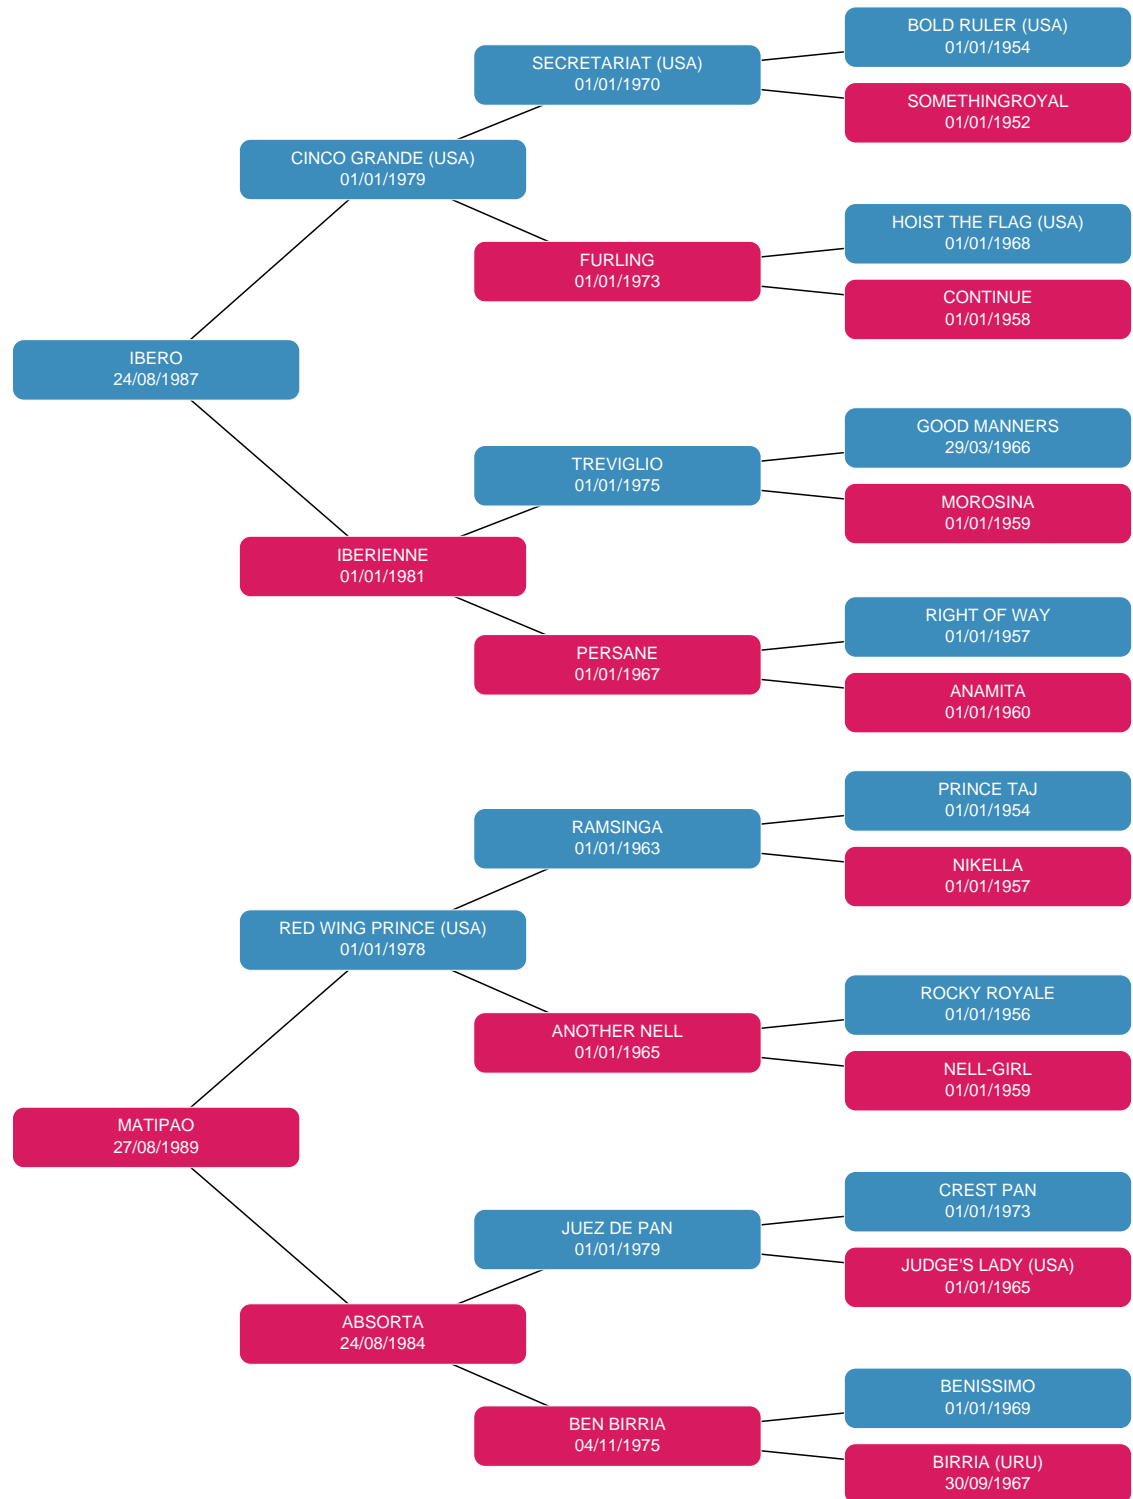 BOLD RULER (USA)
01/01/1954
SECRETARIAT (USA)
01/01/1970
SOMETHINGROYAL
01/01/1952
CINCO GRANDE (USA)
01/01/1979
HOIST THE FLAG (USA)
01/01/1968
FURLING
01/01/1973
CONTINUE
01/01/1958
IBERO
24/08/1987
GOOD MANNERS
29/03/1966
TREVIGLIO
01/01/1975
MOROSINA
01/01/1959
IBERIENNE
01/01/1981
RIGHT OF WAY
01/01/1957
PERSANE
01/01/1967
ANAMITA
01/01/1960
PRINCE TAJ
01/01/1954
RAMSINGA
01/01/1963
NIKELLA
01/01/1957
RED WING PRINCE (USA)
01/01/1978
ROCKY ROYALE
01/01/1956
ANOTHER NELL
01/01/1965
NELL-GIRL
01/01/1959
MATIPAO
27/08/1989
CREST PAN
01/01/1973
JUEZ DE PAN
01/01/1979
JUDGE'S LADY (USA)
01/01/1965
ABSORTA
24/08/1984
BENISSIMO
01/01/1969
BEN BIRRIA
04/11/1975
BIRRIA (URU)
30/09/1967